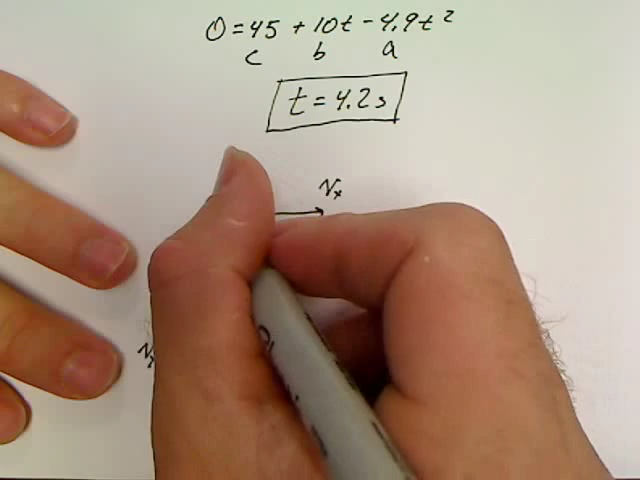 0 = 45 + 10t - 4.9t²
c b a
t = 4.2s
Vx